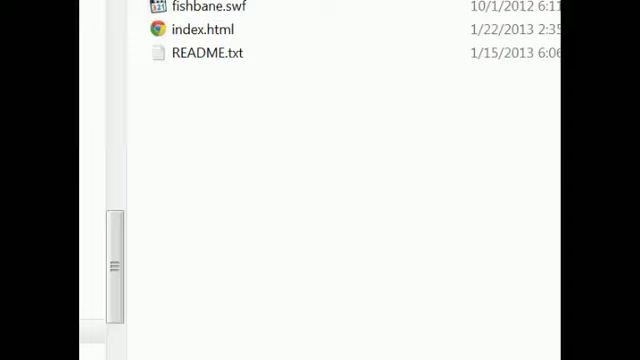 fishbane.swf 10/1/2012 6:11
index.html 1/22/2013 2:35
README.txt 1/15/2013 6:06